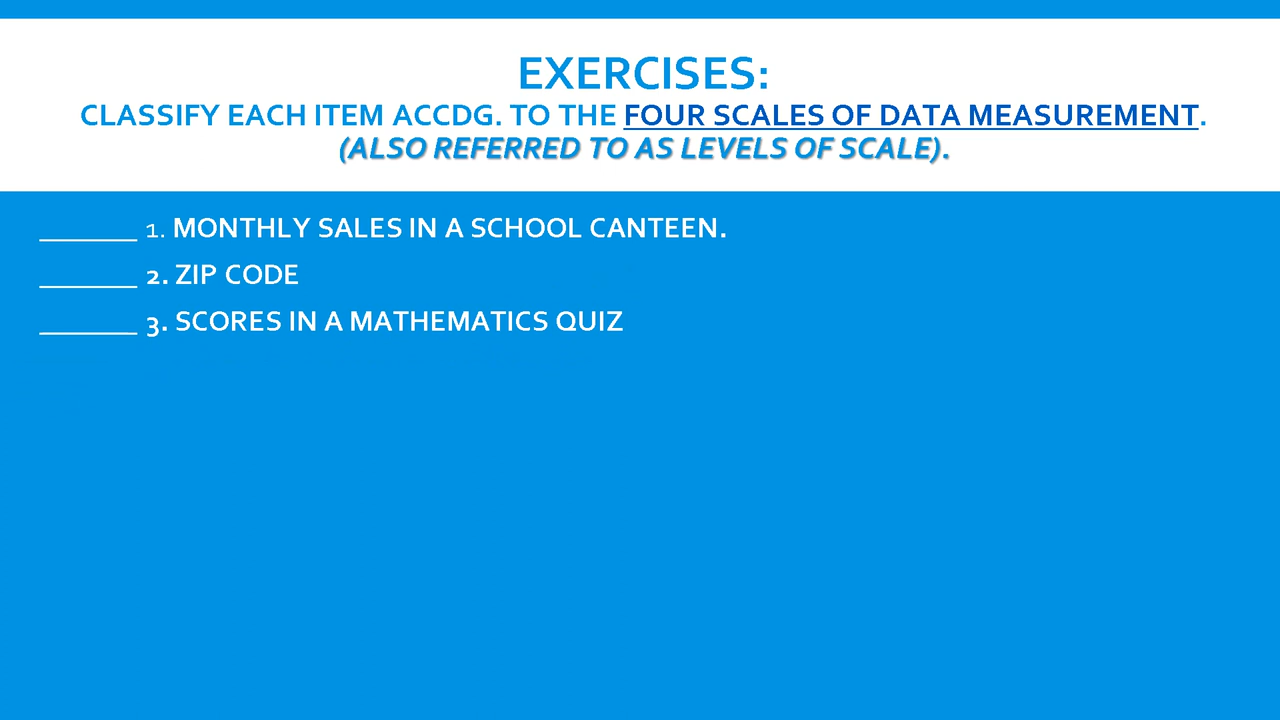 EXERCISES:
CLASSIFY EACH ITEM ACCDG. TO THE FOUR SCALES OF DATA MEASUREMENT.
(ALSO REFERRED TO AS LEVELS OF SCALE).
_______ 1. MONTHLY SALES IN A SCHOOL CANTEEN.
_______ 2. ZIP CODE
_______ 3. SCORES IN A MATHEMATICS QUIZ